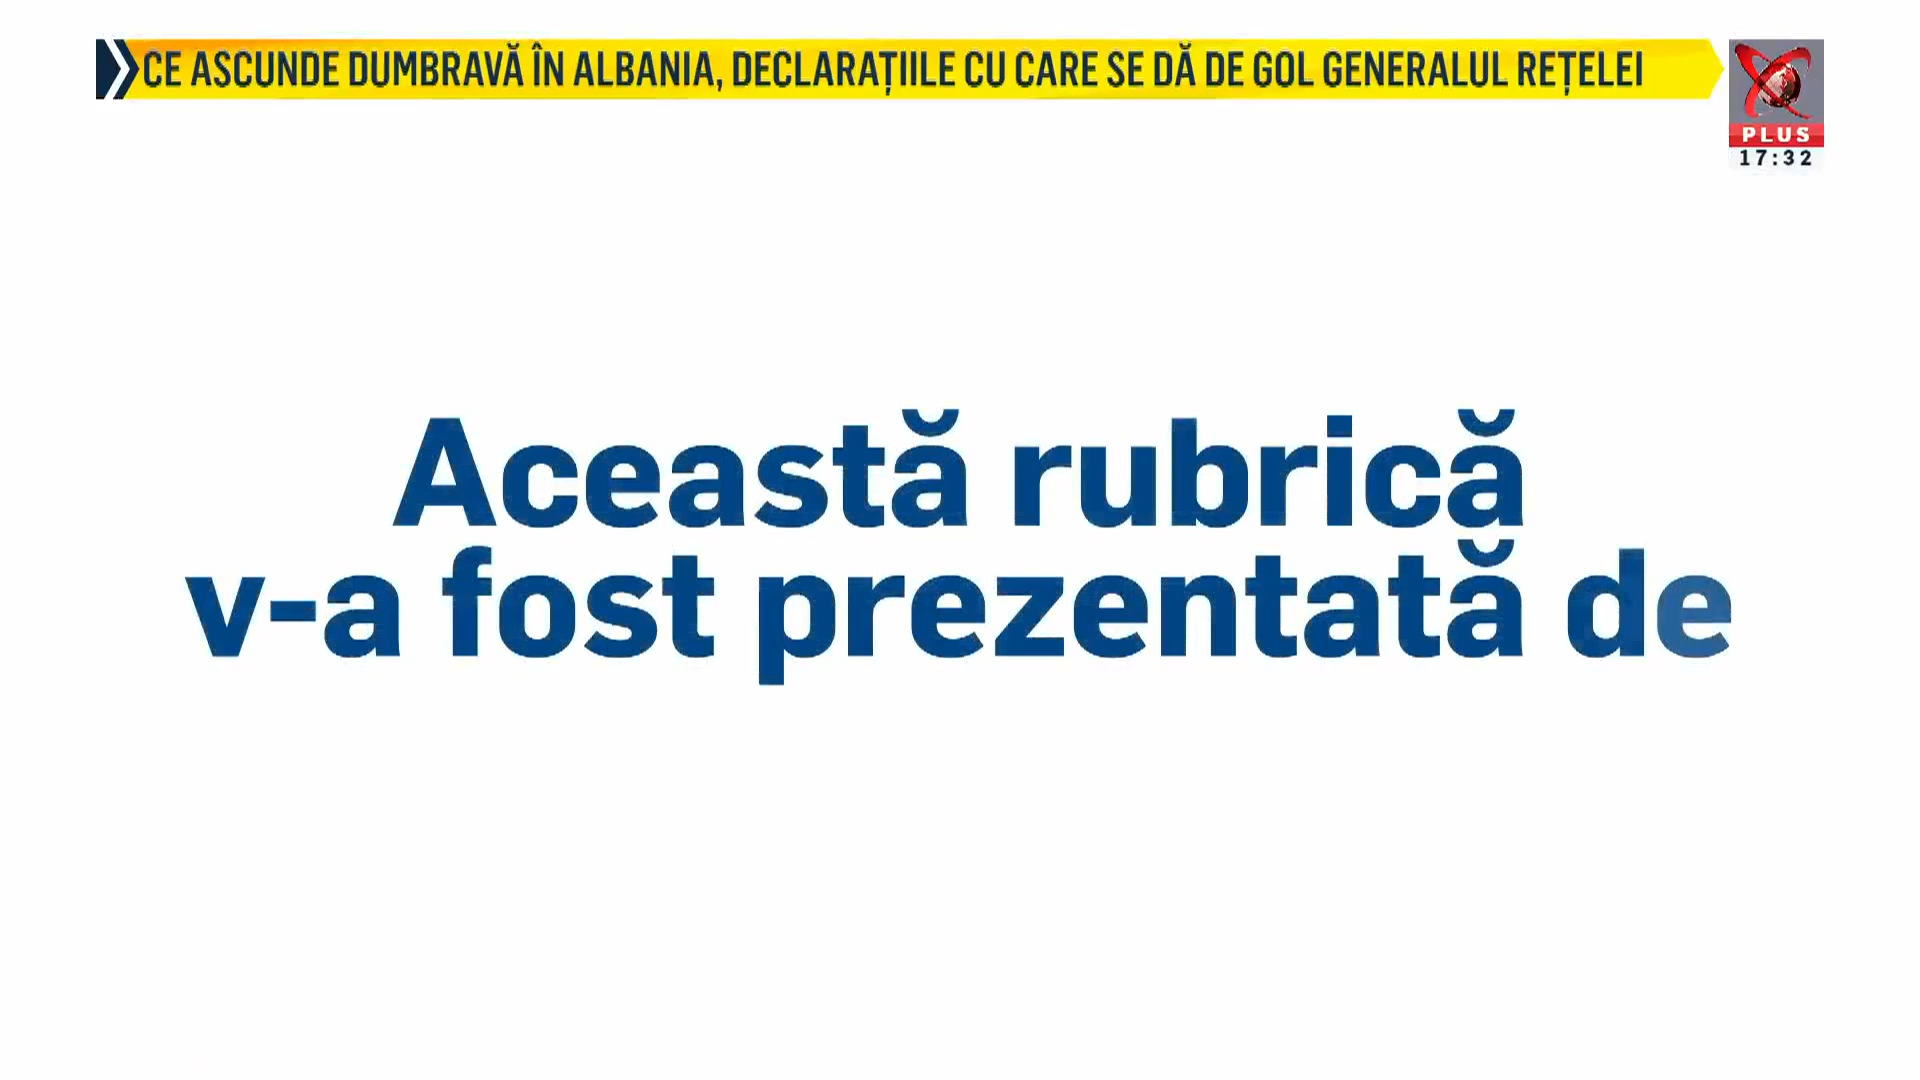 CE ASCUNDE DUMBRAVĂ ÎN ALBANIA, DECLARAȚIILE CU CARE SE DĂ DE GOL GENERALUL REȚELEI
PLUS
17:32
Această rubrică
v-a fost prezentată de